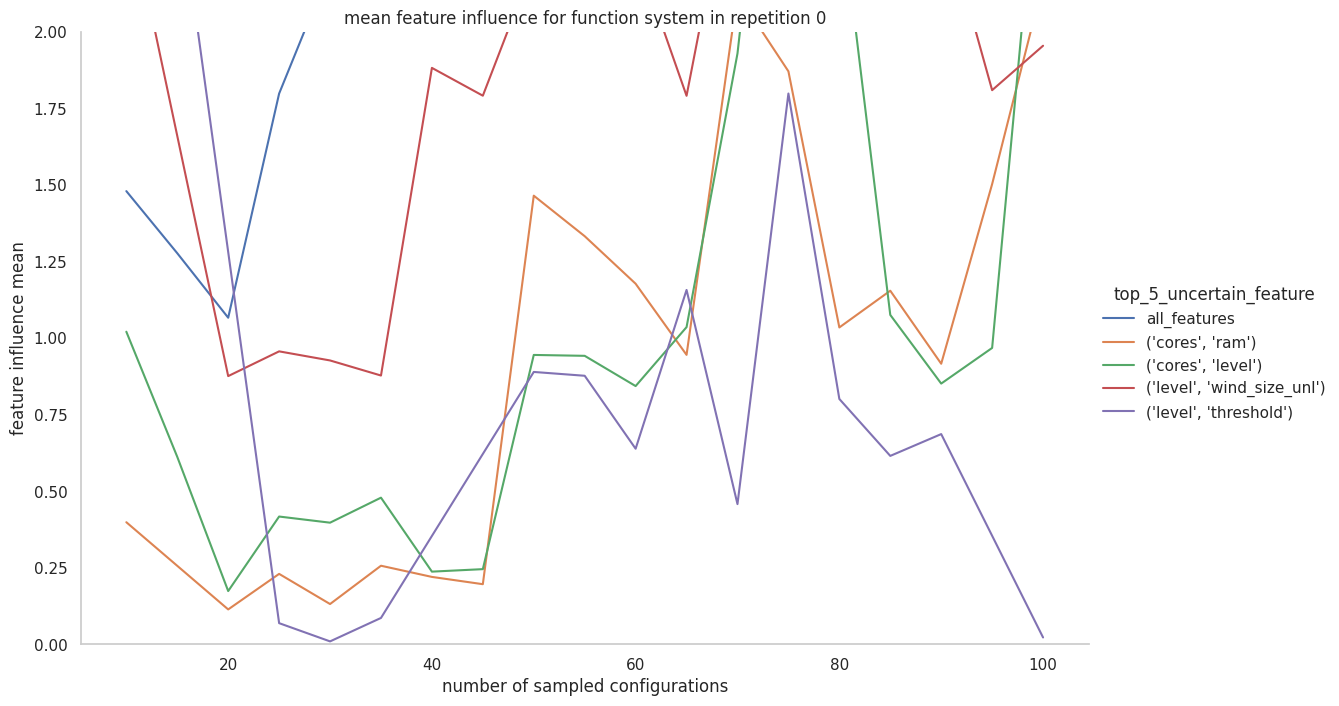 mean feature influence for function system in repetition 0
2.00
1.75
1.50
1.25
1.00
0.75
0.50
0.25
0.00
feature influence mean
20
40
60
80
100
number of sampled configurations
top_5_uncertain_feature
all_features
('cores', 'ram')
('cores', 'level')
('level', 'wind_size_unl')
('level', 'threshold')